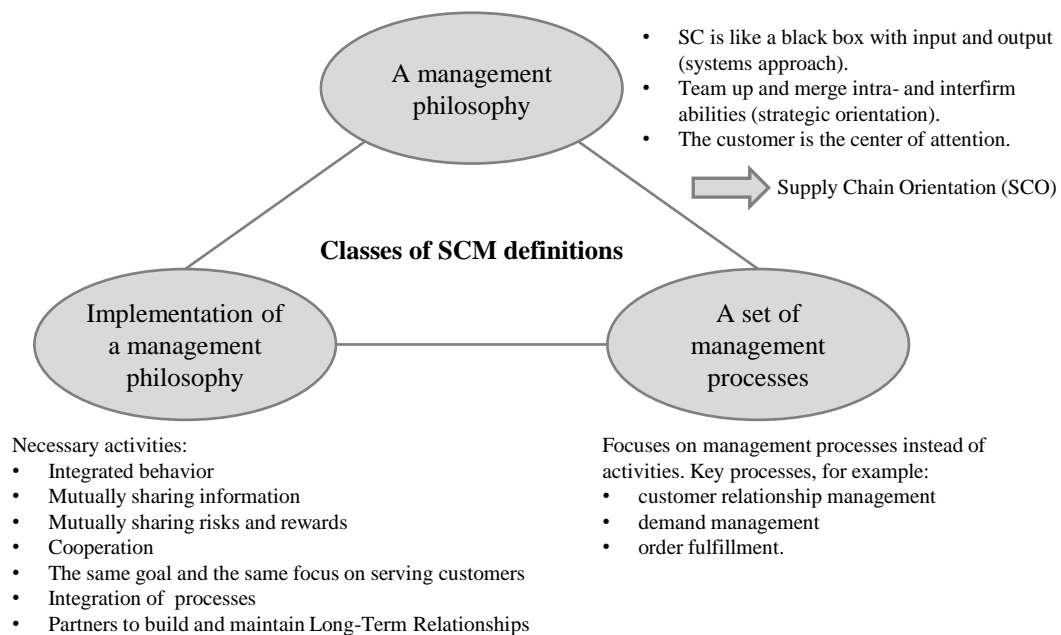 A management
philosophy
• SC is like a black box with input and output
(systems approach).
• Team up and merge intra- and interfirm
abilities (strategic orientation).
• The customer is the center of attention.
Supply Chain Orientation (SCO)
Classes of SCM definitions
Implementation of
a management
philosophy
A set of
management
processes
Necessary activities:
• Integrated behavior
• Mutually sharing information
• Mutually sharing risks and rewards
• Cooperation
• The same goal and the same focus on serving customers
• Integration of processes
• Partners to build and maintain Long-Term Relationships
Focuses on management processes instead of
activities. Key processes, for example:
• customer relationship management
• demand management
• order fulfillment.